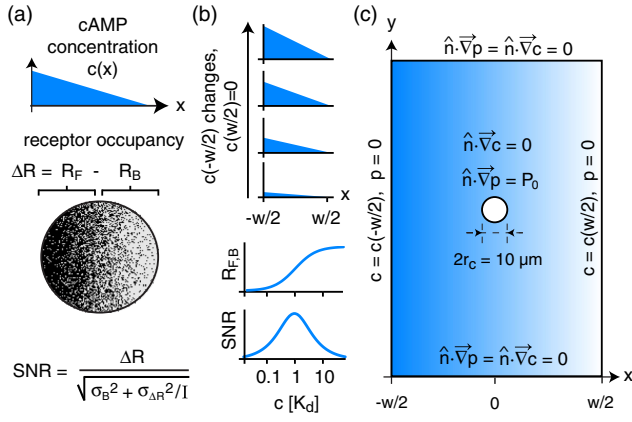 (a)
cAMP
concentration
c(x)
x
receptor occupancy
ΔR = R_F - R_B
SNR = ΔR / √(σ_B² + σ_ΔR²/I)
(b)
c(-w/2) changes,
c(w/2)=0
x
-w/2 w/2
R_F,B
SNR
0.1 1 10
c [K_d]
(c)
y
n̂·∇⃗p = n̂·∇⃗c = 0
c = c(-w/2), p = 0
n̂·∇⃗c = 0
n̂·∇⃗p = P₀
2r_c = 10 µm
c = c(w/2), p = 0
n̂·∇⃗p = n̂·∇⃗c = 0
x
-w/2 0 w/2